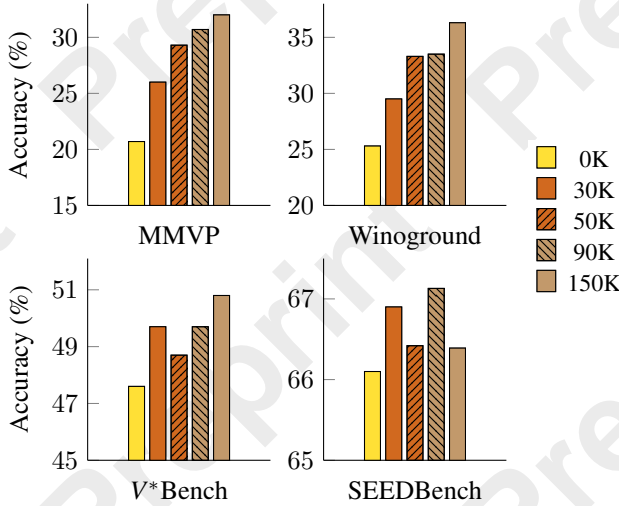 Accuracy (%)
30
25
20
15
MMVP
35
30
25
20
Winoground
0K
30K
50K
90K
150K
Accuracy (%)
51
49
47
45
V*Bench
67
66
65
SEEDBench
Preprint